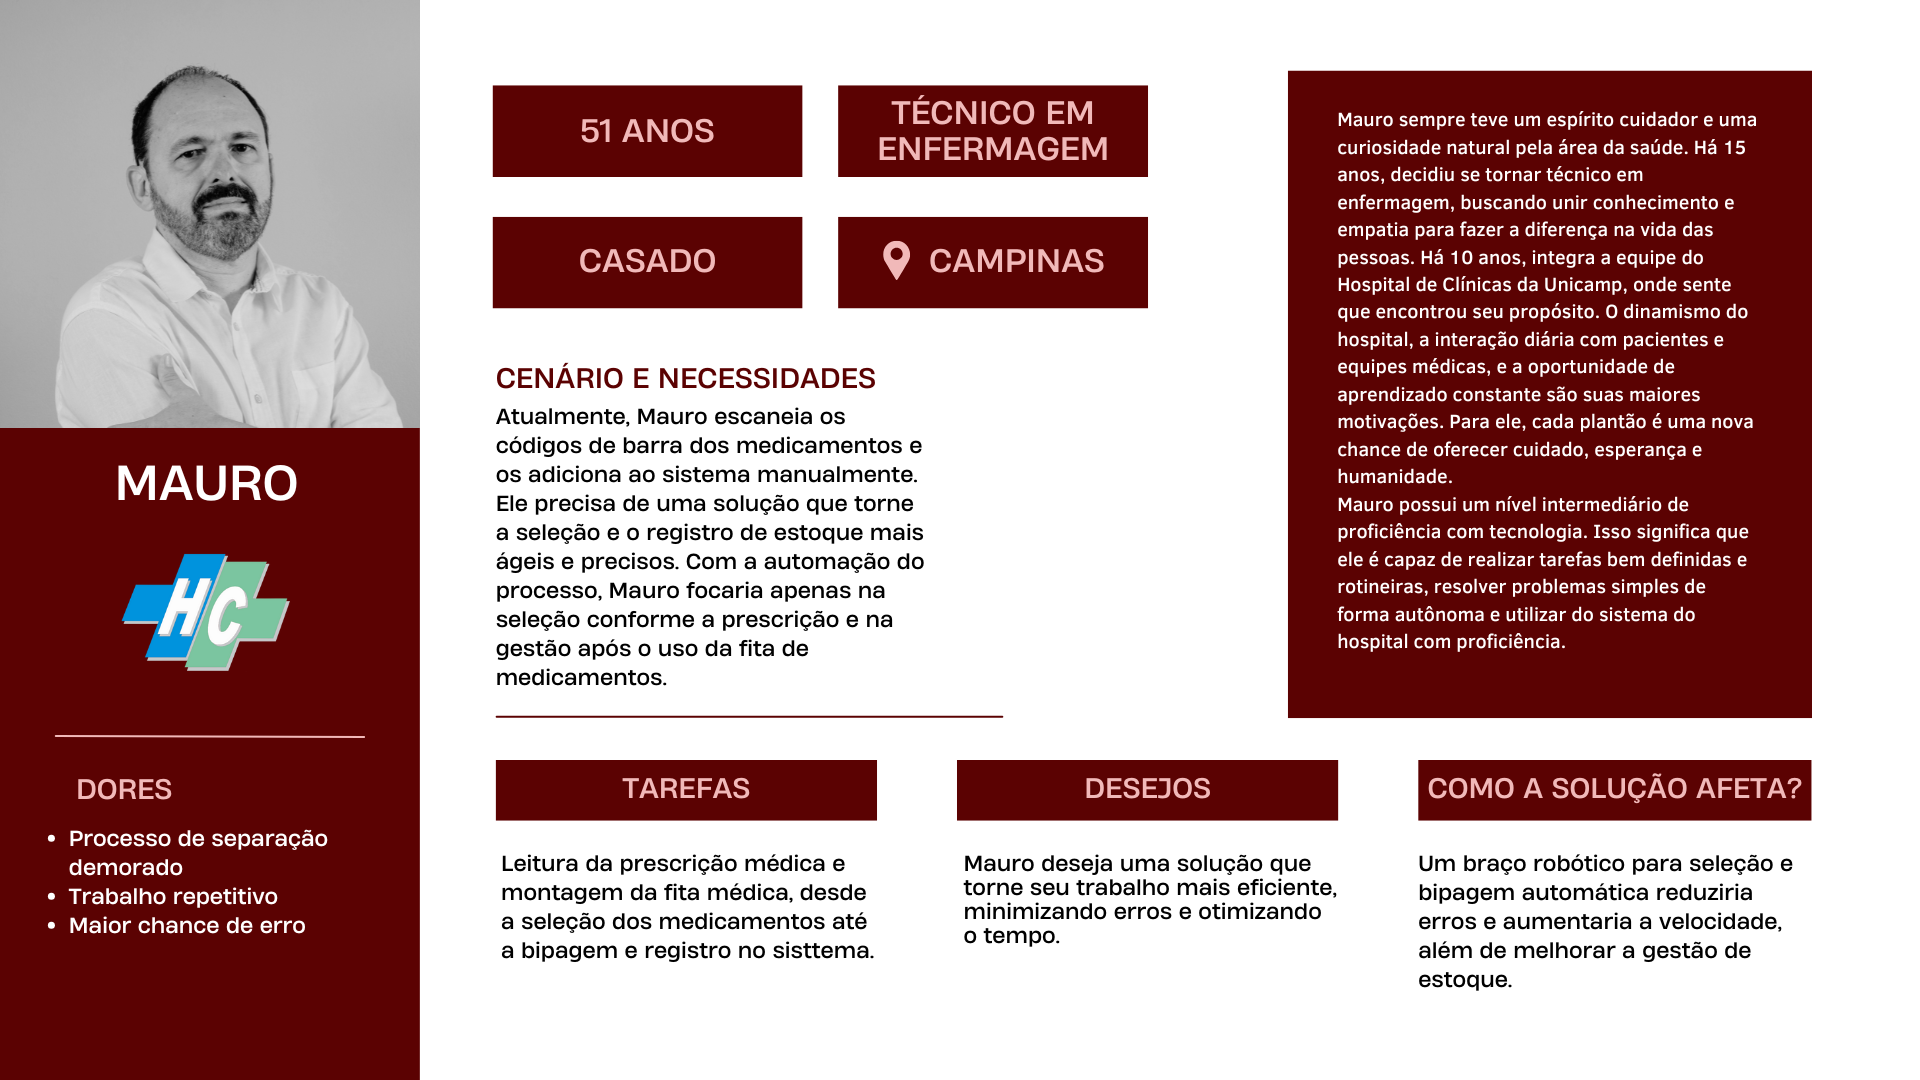 MAURO
HC
DORES
• Processo de separação
demorado
• Trabalho repetitivo
• Maior chance de erro
51 ANOS
TÉCNICO EM
ENFERMAGEM
CASADO
CAMPINAS
CENÁRIO E NECESSIDADES
Atualmente, Mauro escaneia os
códigos de barra dos medicamentos e
os adiciona ao sistema manualmente.
Ele precisa de uma solução que torne
a seleção e o registro de estoque mais
ágeis e precisos. Com a automação do
processo, Mauro focaria apenas na
seleção conforme a prescrição e na
gestão após o uso da fita de
medicamentos.
Mauro sempre teve um espírito cuidador e uma
curiosidade natural pela área da saúde. Há 15
anos, decidiu se tornar técnico em
enfermagem, buscando unir conhecimento e
empatia para fazer a diferença na vida das
pessoas. Há 10 anos, integra a equipe do
Hospital de Clínicas da Unicamp, onde sente
que encontrou seu propósito. O dinamismo do
hospital, a interação diária com pacientes e
equipes médicas, e a oportunidade de
aprendizado constante são suas maiores
motivações. Para ele, cada plantão é uma nova
chance de oferecer cuidado, esperança e
humanidade.
Mauro possui um nível intermediário de
proficiência com tecnologia. Isso significa que
ele é capaz de realizar tarefas bem definidas e
rotineiras, resolver problemas simples de
forma autônoma e utilizar do sistema do
hospital com proficiência.
TAREFAS
Leitura da prescrição médica e
montagem da fita médica, desde
a seleção dos medicamentos até
a bipagem e registro no sisttema.
DESEJOS
Mauro deseja uma solução que
torne seu trabalho mais eficiente,
minimizando erros e otimizando
o tempo.
COMO A SOLUÇÃO AFETA?
Um braço robótico para seleção e
bipagem automática reduziria
erros e aumentaria a velocidade,
além de melhorar a gestão de
estoque.